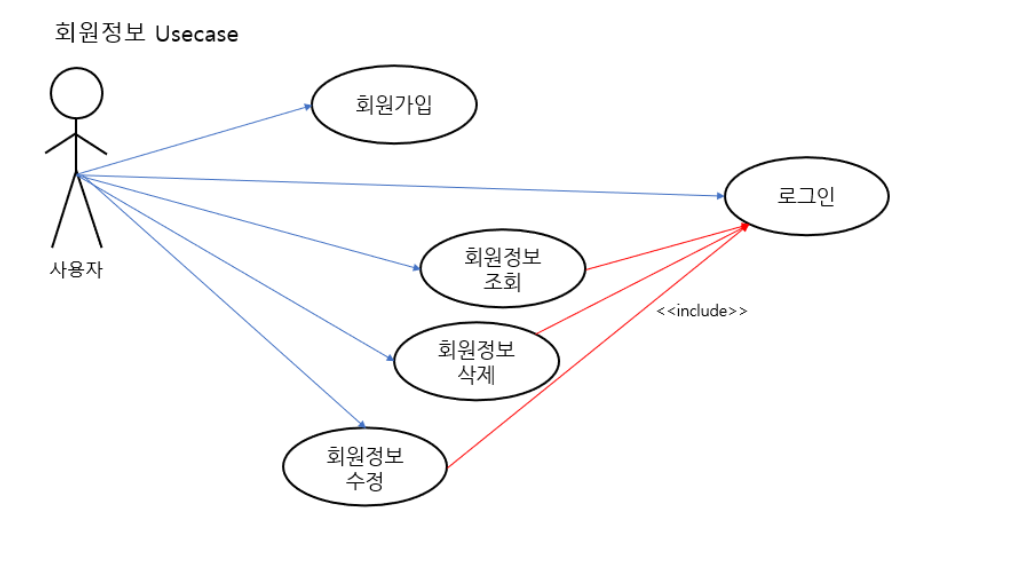 회원정보 Usecase
회원가입
로그인
사용자
회원정보
조회
<<include>>
회원정보
삭제
회원정보
수정